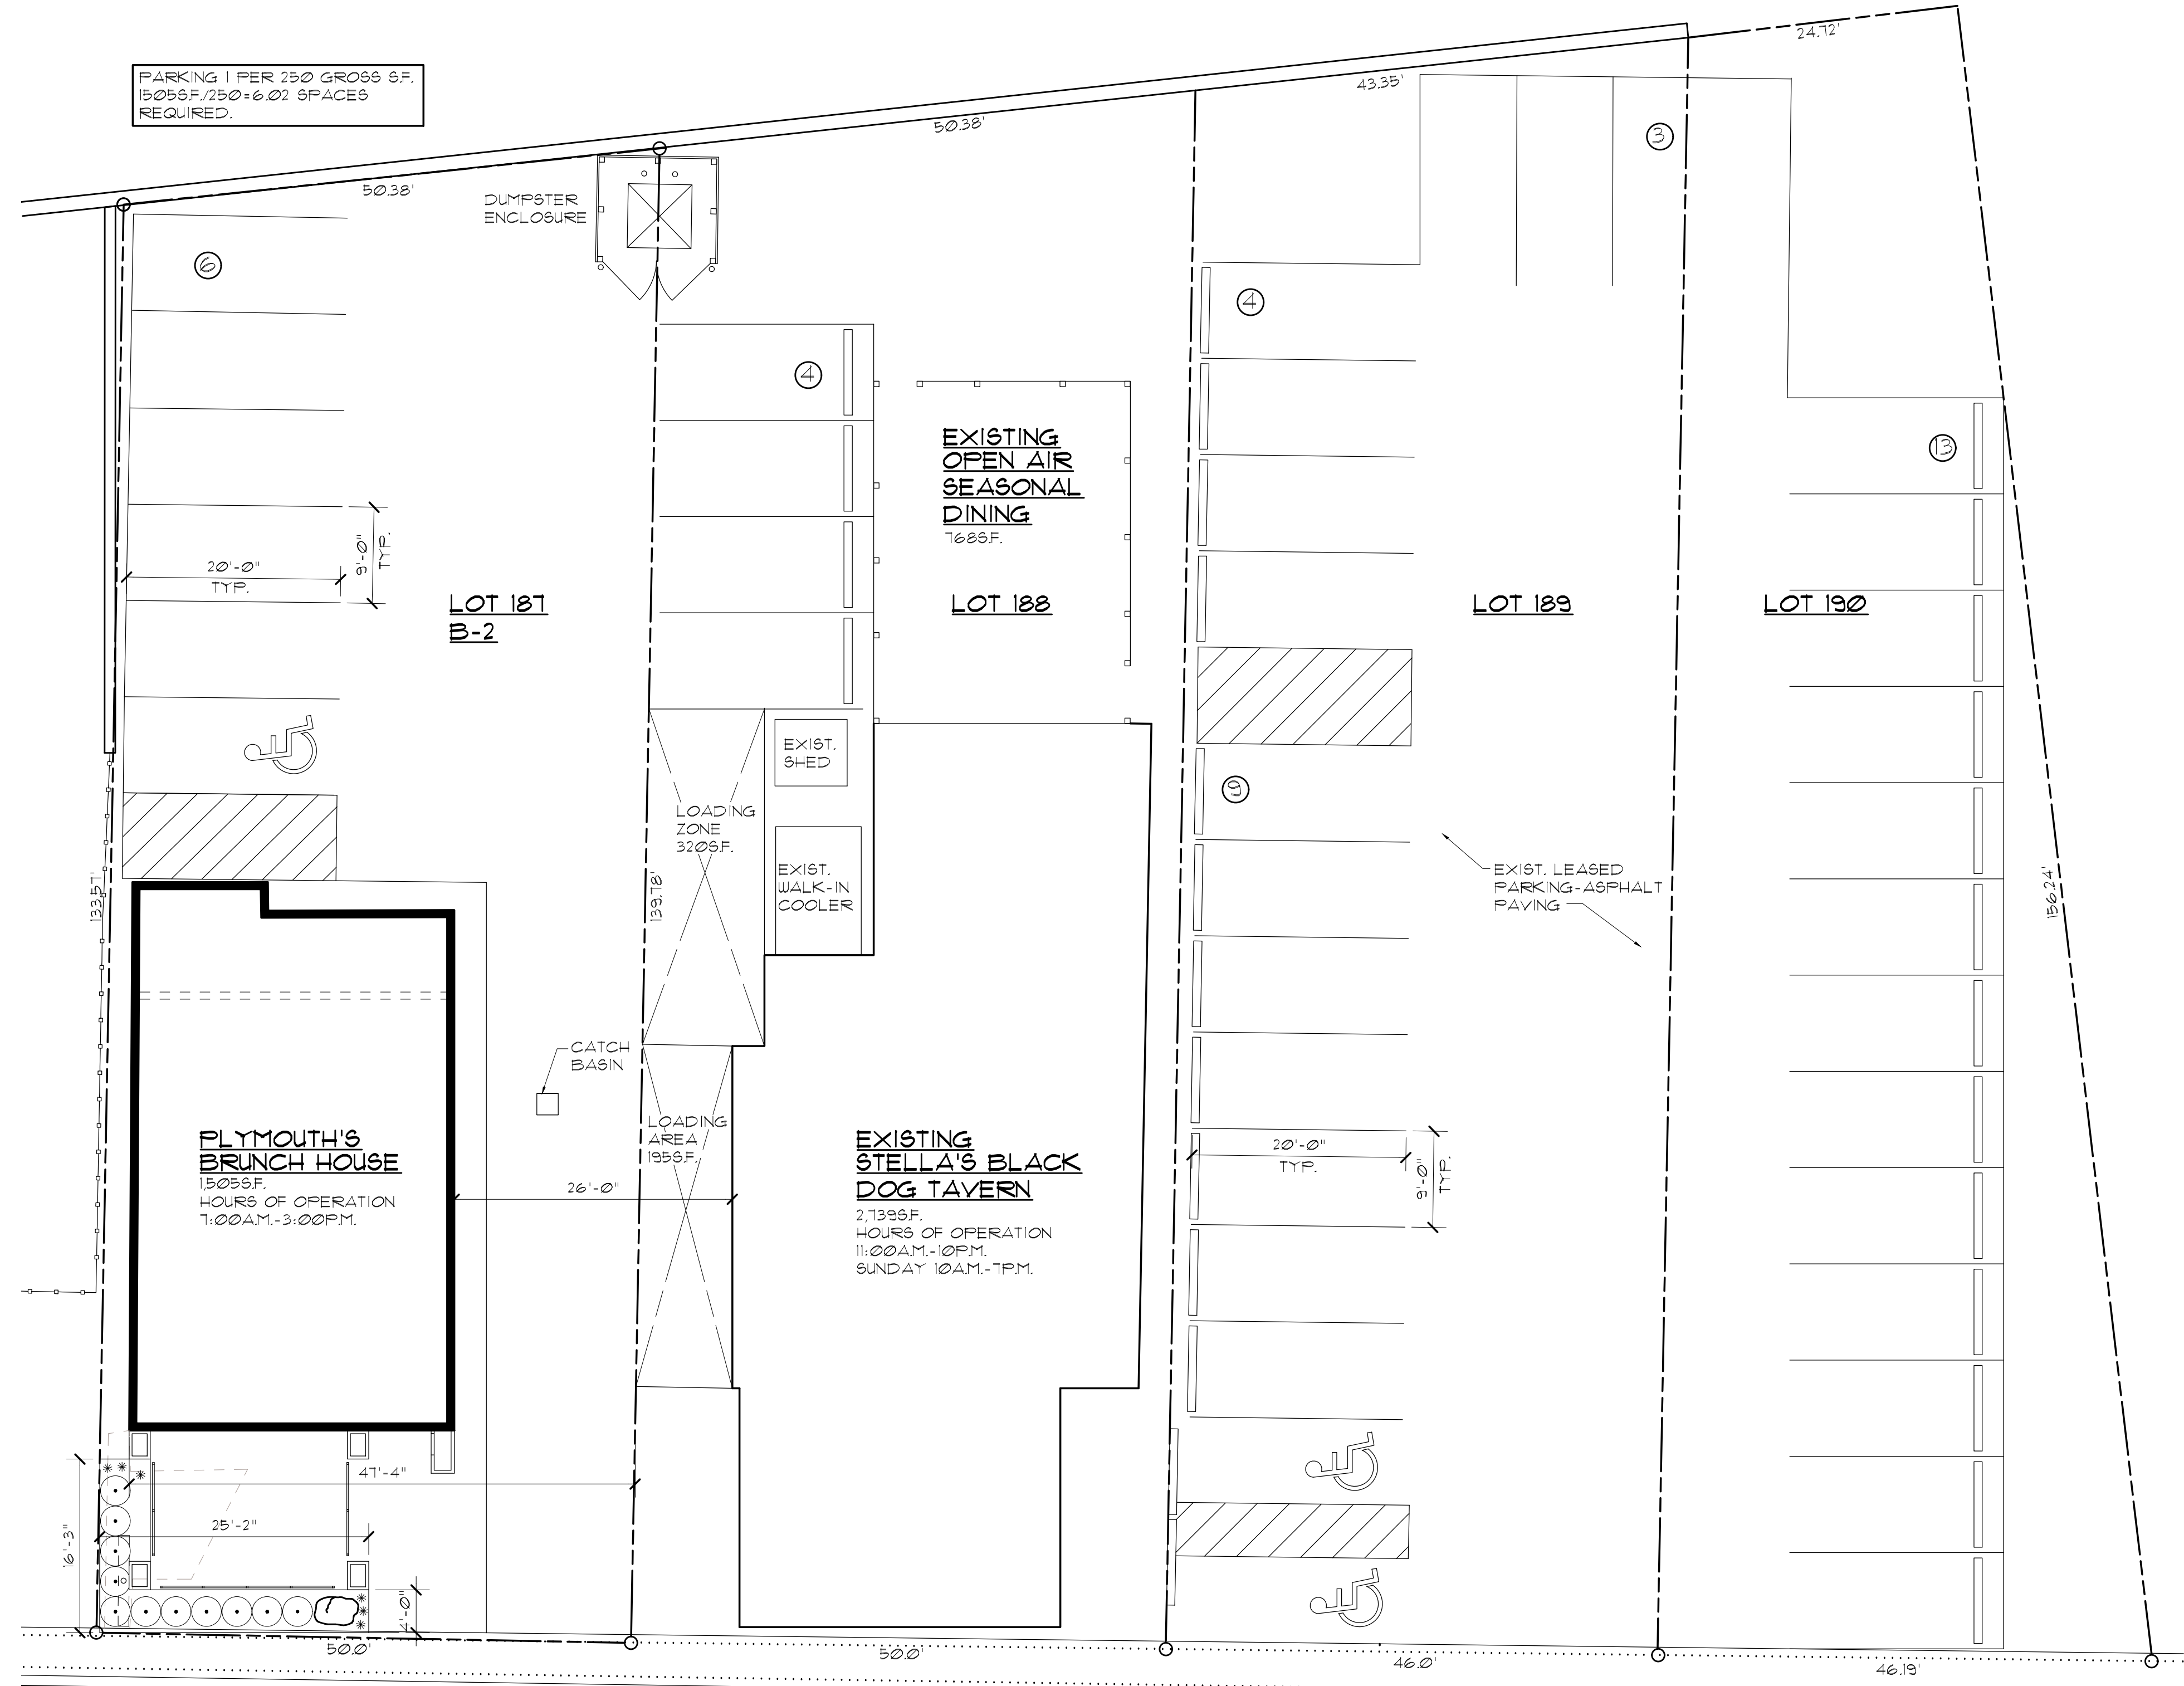 PARKING 1 PER 250 GROSS S.F.
1505S.F./250=6.02 SPACES
REQUIRED.
24.72'
43.35'
50.38'
50.38'
DUMPSTER
ENCLOSURE
3
6
4
4
13
EXISTING
OPEN AIR
SEASONAL
DINING
768S.F.
9'-0"
TYP.
20'-0"
TYP.
LOT 187
B-2
LOT 188
LOT 189
LOT 190
EXIST.
SHED
LOADING
ZONE
320S.F.
9
EXIST.
WALK-IN
COOLER
EXIST. LEASED
PARKING-ASPHALT
PAVING
133.57'
139.78'
156.24'
CATCH
BASIN
LOADING
AREA
195S.F.
PLYMOUTH'S
BRUNCH HOUSE
1,505S.F.
HOURS OF OPERATION
7:00A.M.-3:00P.M.
26'-0"
EXISTING
STELLA'S BLACK
DOG TAVERN
2,739S.F.
HOURS OF OPERATION
11:00A.M.-10P.M.
SUNDAY 10A.M.-7P.M.
20'-0"
TYP.
9'-0"
TYP.
47'-4"
25'-2"
16'-3"
4'-0"
50.0'
50.0'
46.0'
46.19'